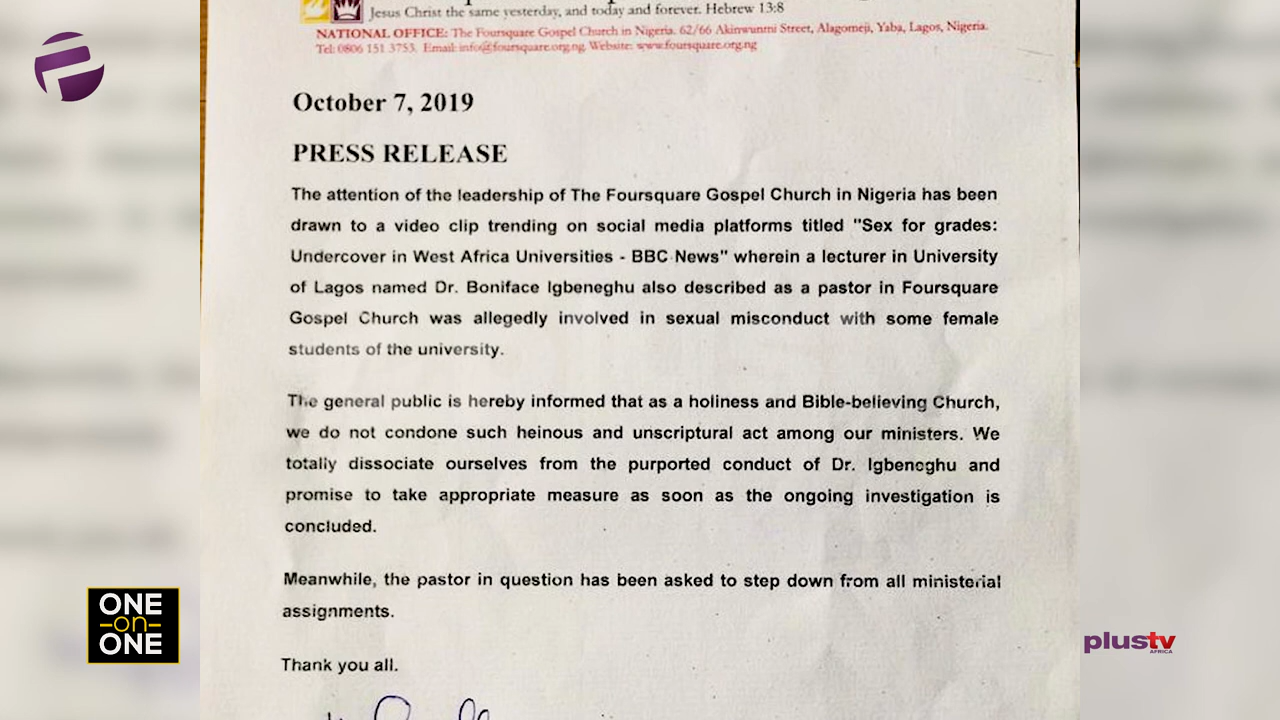 Jesus Christ the same yesterday, and today and forever. Hebrew 13:8
NATIONAL OFFICE: The Foursquare Gospel Church in Nigeria. 62/66 Akinwunmi Street, Alagomeji, Yaba, Lagos, Nigeria.
Tel: 0806 151 3753. Email: info@foursquare.org.ng. Website: www.foursquare.org.ng
October 7, 2019
PRESS RELEASE
The attention of the leadership of The Foursquare Gospel Church in Nigeria has been
drawn to a video clip trending on social media platforms titled "Sex for grades:
Undercover in West Africa Universities - BBC News" wherein a lecturer in University
of Lagos named Dr. Boniface Igbeneghu also described as a pastor in Foursquare
Gospel Church was allegedly involved in sexual misconduct with some female
students of the university.
The general public is hereby informed that as a holiness and Bible-believing Church,
we do not condone such heinous and unscriptural act among our ministers. We
totally dissociate ourselves from the purported conduct of Dr. Igbeneghu and
promise to take appropriate measure as soon as the ongoing investigation is
concluded.
Meanwhile, the pastor in question has been asked to step down from all ministerial
assignments.
Thank you all.
ONE
on
ONE
plustv
AFRICA